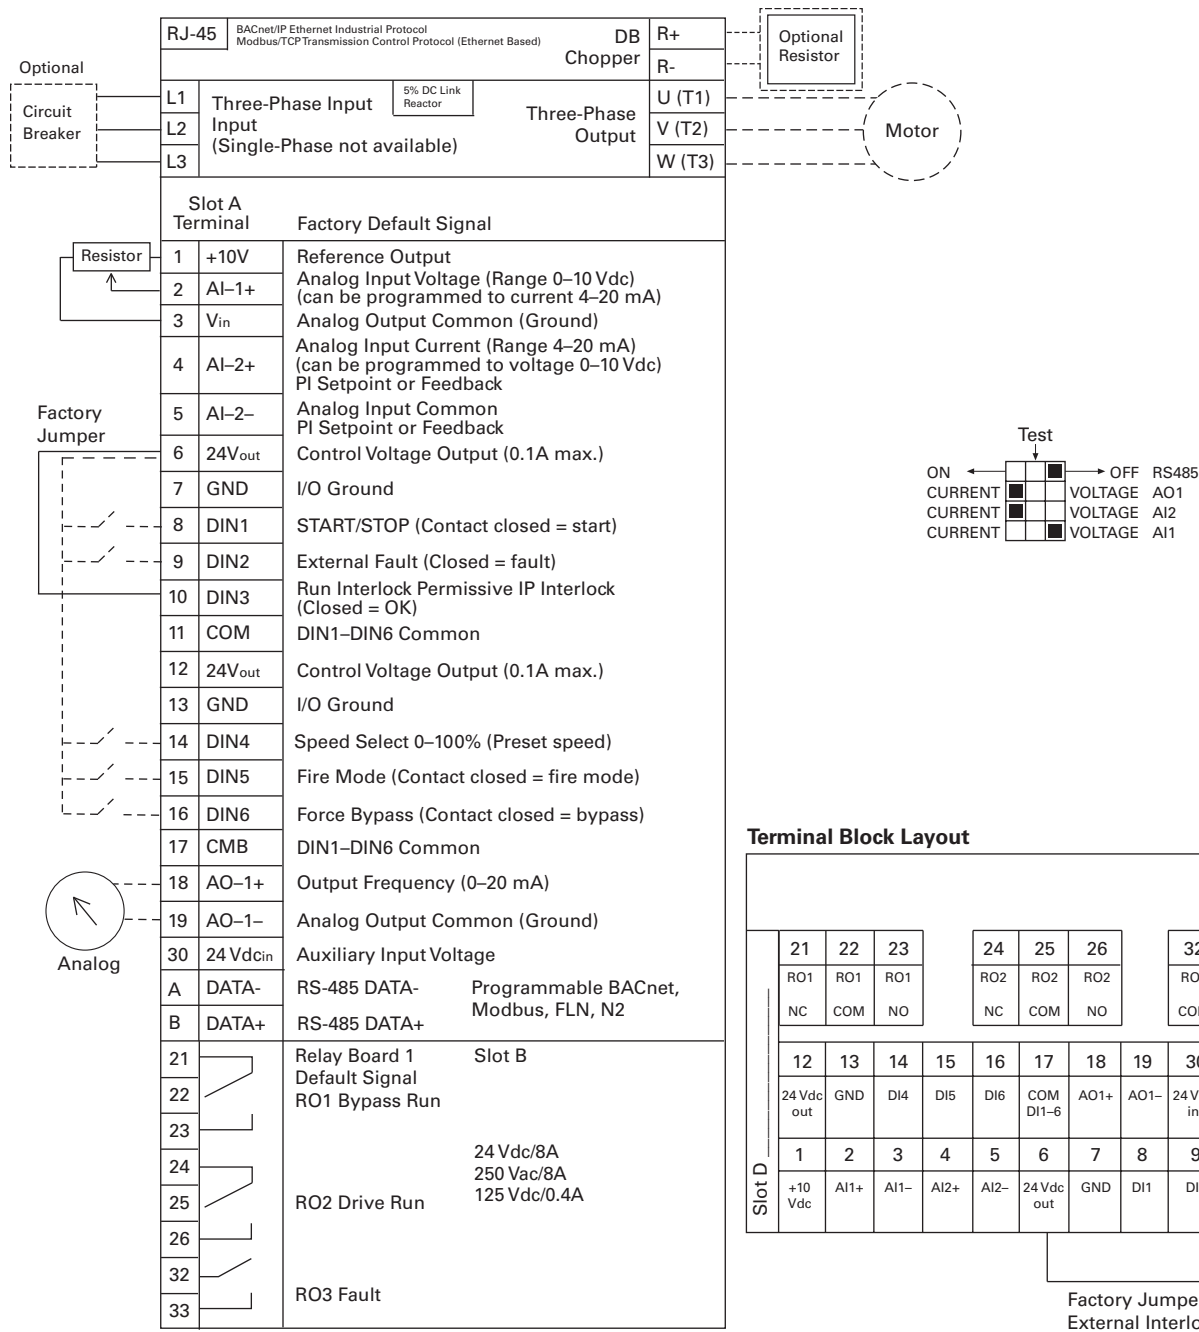 RJ-45
BACnet/IP Ethernet Industrial Protocol
Modbus/TCP Transmission Control Protocol (Ethernet Based)
DB
Chopper
R+
R-
Optional
Resistor
Optional
Circuit
Breaker
L1
L2
L3
Three-Phase Input
Input
(Single-Phase not available)
5% DC Link
Reactor
Three-Phase
Output
U (T1)
V (T2)
W (T3)
Motor
Slot A
Terminal
Factory Default Signal
Resistor
1 +10V Reference Output
2 AI–1+ Analog Input Voltage (Range 0–10 Vdc)
(can be programmed to current 4–20 mA)
3 Vin Analog Output Common (Ground)
4 AI–2+ Analog Input Current (Range 4–20 mA)
(can be programmed to voltage 0–10 Vdc)
PI Setpoint or Feedback
5 AI–2– Analog Input Common
PI Setpoint or Feedback
Factory
Jumper
6 24Vout Control Voltage Output (0.1A max.)
7 GND I/O Ground
8 DIN1 START/STOP (Contact closed = start)
9 DIN2 External Fault (Closed = fault)
10 DIN3 Run Interlock Permissive IP Interlock
(Closed = OK)
11 COM DIN1–DIN6 Common
12 24Vout Control Voltage Output (0.1A max.)
13 GND I/O Ground
14 DIN4 Speed Select 0–100% (Preset speed)
15 DIN5 Fire Mode (Contact closed = fire mode)
16 DIN6 Force Bypass (Contact closed = bypass)
17 CMB DIN1–DIN6 Common
18 AO–1+ Output Frequency (0–20 mA)
19 AO–1– Analog Output Common (Ground)
Analog
30 24 Vdcin Auxiliary Input Voltage
A DATA- RS-485 DATA-
B DATA+ RS-485 DATA+
Programmable BACnet,
Modbus, FLN, N2
21
22
23
24
25
26
32
33
Relay Board 1
Default Signal
RO1 Bypass Run
Slot B
24 Vdc/8A
250 Vac/8A
125 Vdc/0.4A
RO2 Drive Run
RO3 Fault
Test
ON OFF RS485
CURRENT VOLTAGE AO1
CURRENT VOLTAGE AI2
CURRENT VOLTAGE AI1
Terminal Block Layout
21 22 23 24 25 26 32
RO1 RO1 RO1 RO2 RO2 RO2
NC COM NO NC COM NO
12 13 14 15 16 17 18 19
24 Vdc out GND DI4 DI5 DI6 COM DI1–6 AO1+ AO1–
1 2 3 4 5 6 7 8 9
+10 Vdc AI1+ AI1– AI2+ AI2– 24 Vdc out GND DI1
Slot D
Factory Jumpe
External Interlo